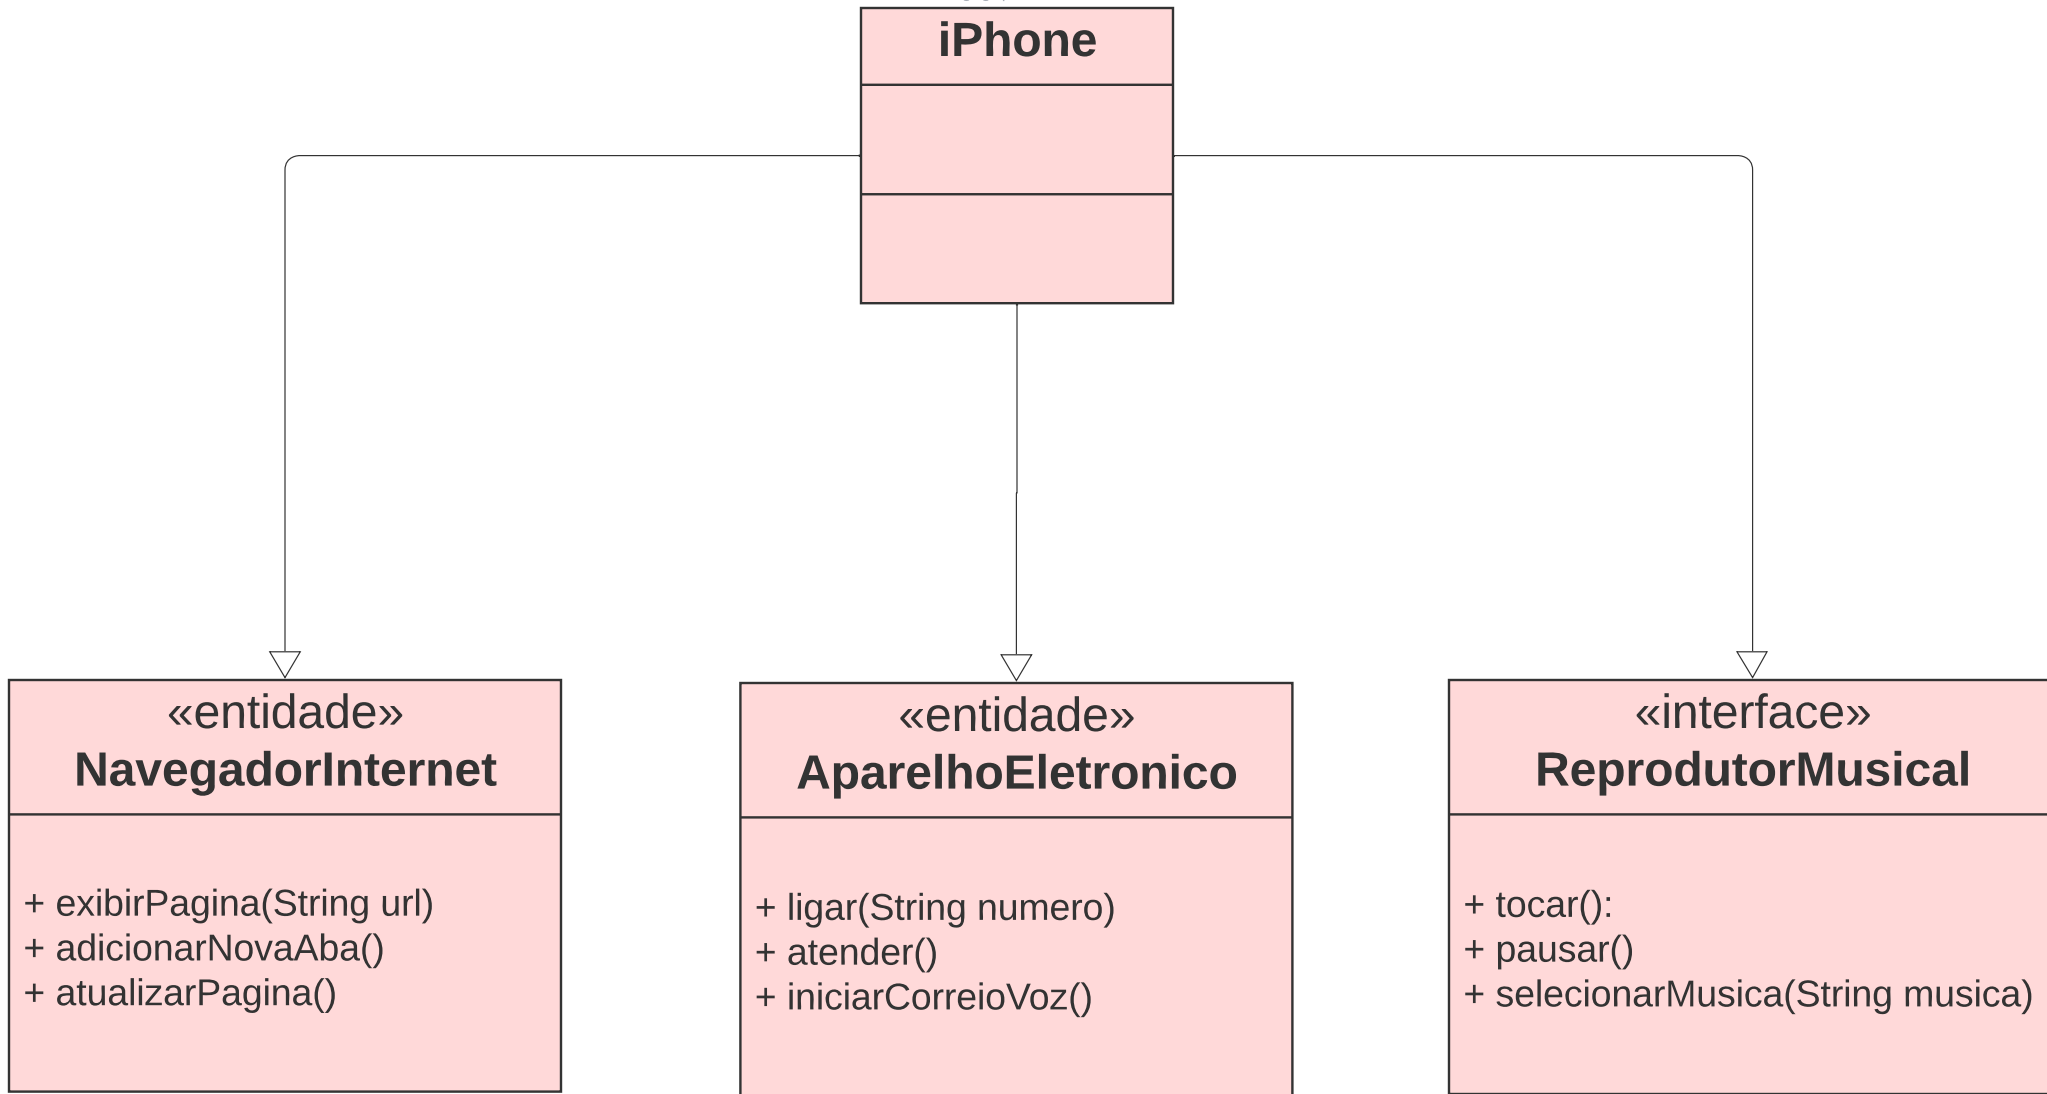 iPhone
«entidade»
NavegadorInternet
+ exibirPagina(String url)
+ adicionarNovaAba()
+ atualizarPagina()
«entidade»
AparelhoEletronico
+ ligar(String numero)
+ atender()
+ iniciarCorreioVoz()
«interface»
ReprodutorMusical
+ tocar():
+ pausar()
+ selecionarMusica(String musica)